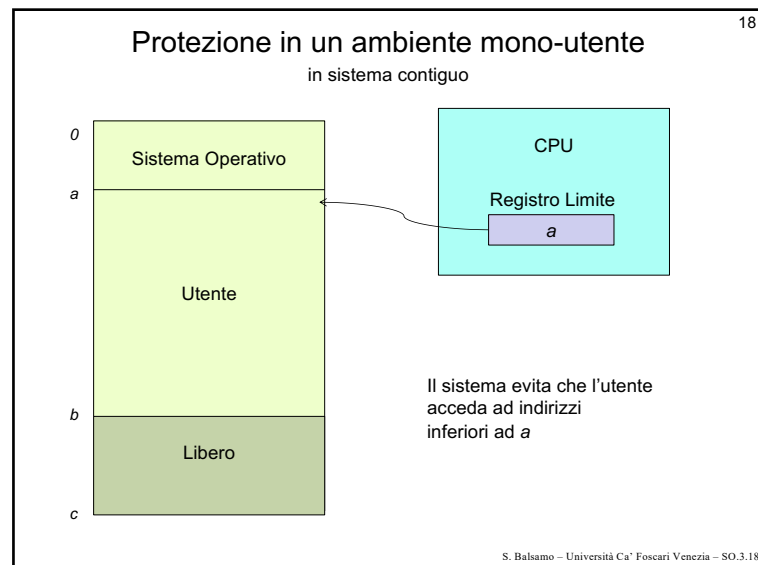 18
Protezione in un ambiente mono-utente
in sistema contiguo
0
Sistema Operativo
a
Utente
b
Libero
c
CPU
Registro Limite
a
Il sistema evita che l'utente
acceda ad indirizzi
inferiori ad a
S. Balsamo – Università Ca' Foscari Venezia – SO.3.18